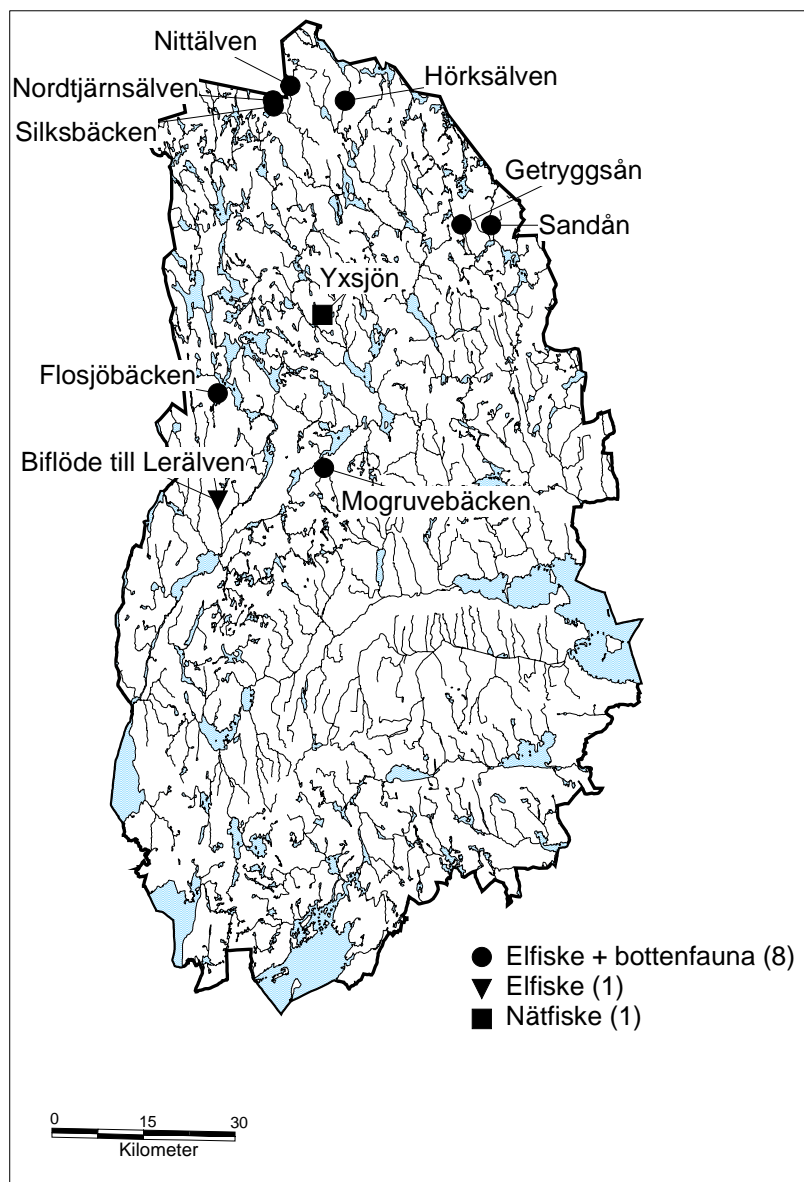 Nittälven
Nordtjärnsälven
Hörksälven
Silksbäcken
Getryggsån
Sandån
Yxsjön
Flosjöbäcken
Biflöde till Lerälven
Mogruvebäcken
Elfiske + bottenfauna (8)
Elfiske (1)
Nätfiske (1)
0 15 30
Kilometer